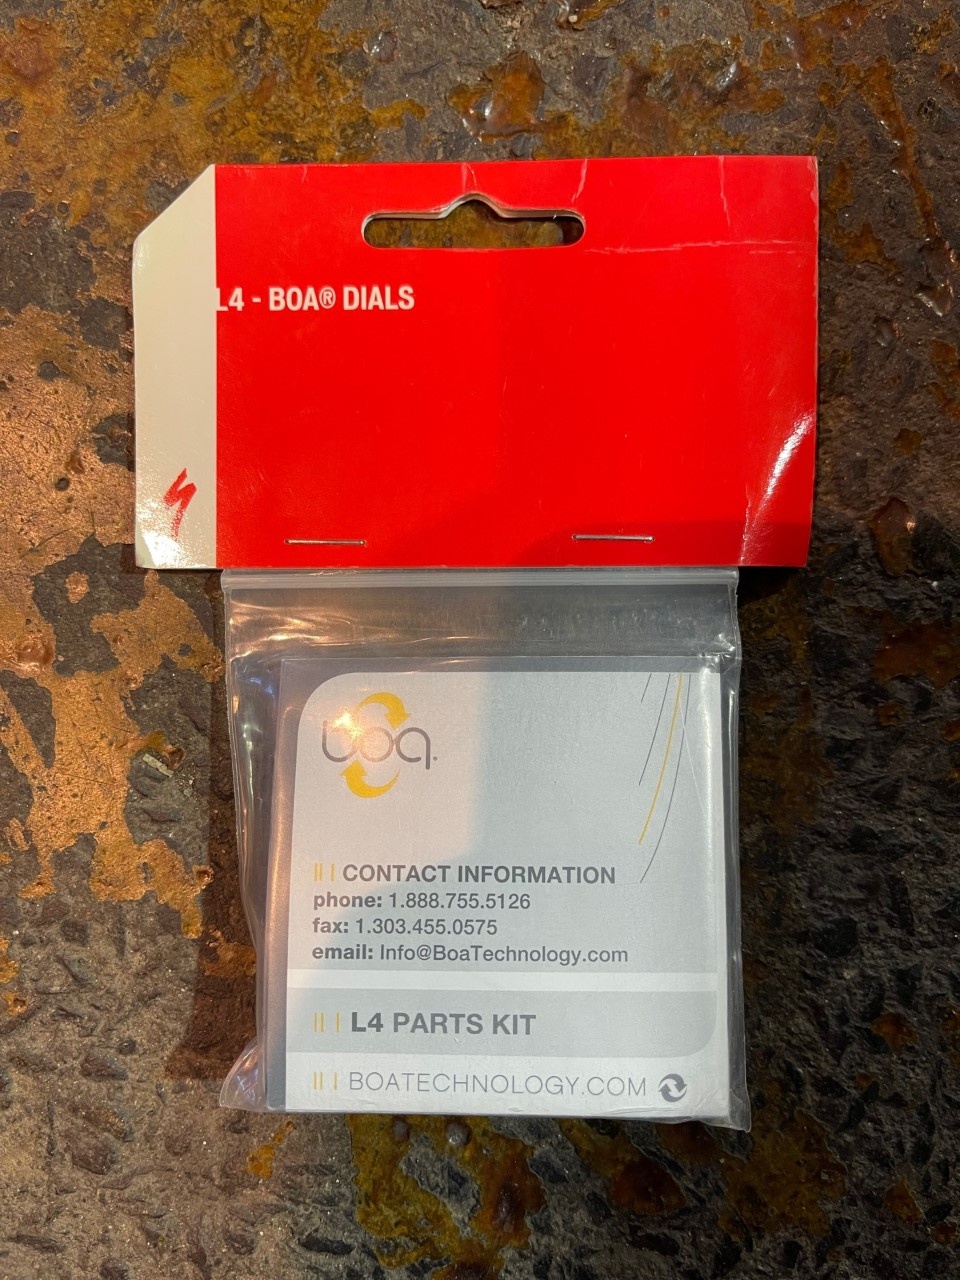 L4 - BOA® DIALS
boa.
CONTACT INFORMATION
phone: 1.888.755.5126
fax: 1.303.455.0575
email: Info@BoaTechnology.com
L4 PARTS KIT
BOATECHNOLOGY.COM